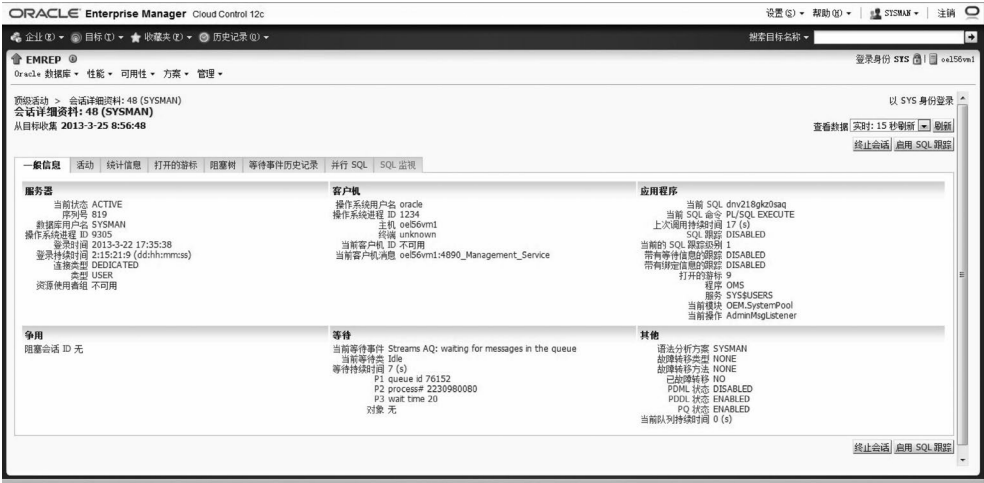 ORACLE Enterprise Manager Cloud Control 12c
设置(S) 帮助(H) SYSMAN 注销
企业(E) 目标(T) 收藏夹(F) 历史记录(O)
搜索目标名称
EMREP
登录身份 SYS oel56vm1
Oracle 数据库 性能 可用性 方案 管理
顶级活动 > 会话详细资料: 48 (SYSMAN)
以 SYS 身份登录
会话详细资料: 48 (SYSMAN)
从目标收集 2013-3-25 8:56:48
查看数据 实时: 15 秒刷新 刷新
终止会话 启用 SQL 跟踪
一般信息 活动 统计信息 打开的游标 阻塞树 等待事件历史记录 并行 SQL SQL 监视
服务器
当前状态 ACTIVE
序列号 819
数据库用户名 SYSMAN
操作系统进程 ID 9305
登录时间 2013-3-22 17:35:38
登录持续时间 2:15:21:9 (dd:hh:mm:ss)
连接类型 DEDICATED
类型 USER
资源使用者组 不可用
客户机
操作系统用户名 oracle
操作系统进程 ID 1234
主机 oel56vm1
终端 unknown
当前客户机 ID 不可用
当前客户机消息 oel56vm1:4890_Management_Service
应用程序
当前 SQL dnv218gkz0saq
当前 SQL 命令 PL/SQL EXECUTE
上次调用持续时间 17 (s)
SQL 跟踪 DISABLED
当前的 SQL 跟踪级别 1
带有等待信息的跟踪 DISABLED
带有绑定信息的跟踪 DISABLED
打开的游标 9
程序 OMS
服务 SYS$USERS
当前模块 OEM.SystemPool
当前操作 AdminMsgListener
争用
阻塞会话 ID 无
等待
当前等待事件 Streams AQ: waiting for messages in the queue
当前等待类 Idle
等待持续时间 7 (s)
P1 queue id 76152
P2 process# 2230980080
P3 wait time 20
对象 无
其他
语法分析方案 SYSMAN
故障转移类型 NONE
故障转移方法 NONE
已故障转移 NO
PDML 状态 DISABLED
PDDL 状态 ENABLED
PQ 状态 ENABLED
当前队列持续时间 0 (s)
终止会话 启用 SQL 跟踪